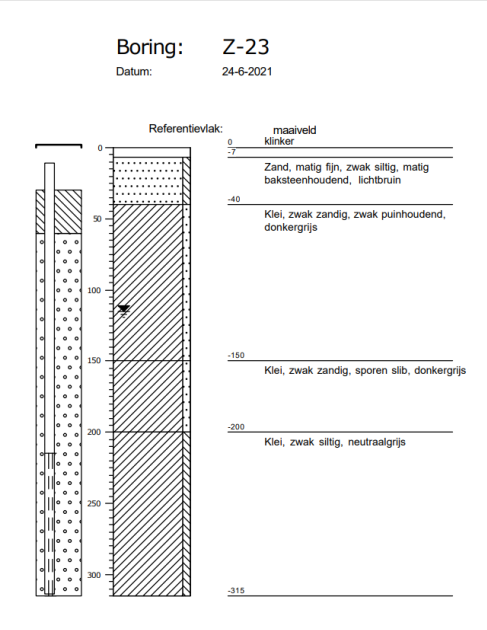 Boring: Z-23
Datum: 24-6-2021
Referentievlak: maaiveld
0 klinker
-7
Zand, matig fijn, zwak siltig, matig
baksteenhoudend, lichtbruin
-40
Klei, zwak zandig, zwak puinhoudend,
donkergrijs
-150
Klei, zwak zandig, sporen slib, donkergrijs
-200
Klei, zwak siltig, neutraalgrijs
-315
0
50
100
150
200
250
300